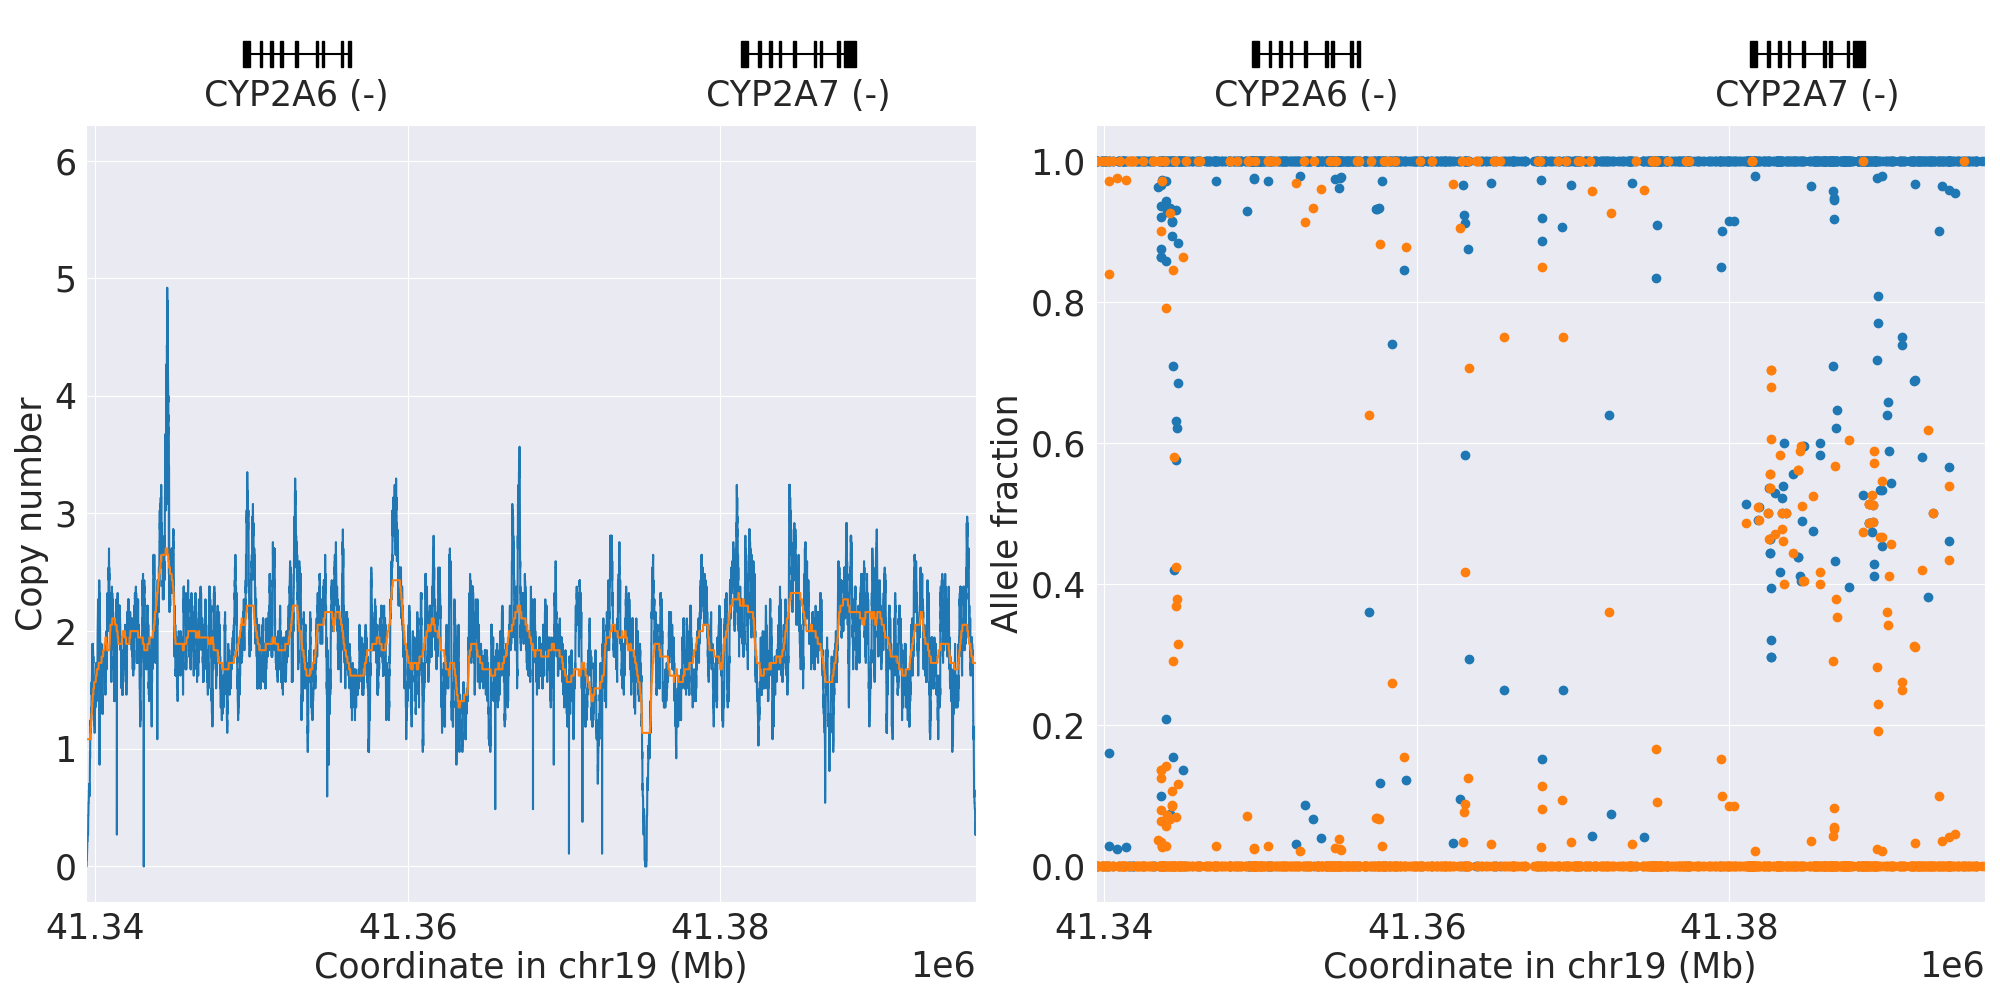 CYP2A6 (-)
CYP2A7 (-)
6
5
4
3
2
1
0
Copy number
41.34
41.36
41.38
Coordinate in chr19 (Mb)
1e6
CYP2A6 (-)
CYP2A7 (-)
1.0
0.8
0.6
0.4
0.2
0.0
Allele fraction
41.34
41.36
41.38
Coordinate in chr19 (Mb)
1e6